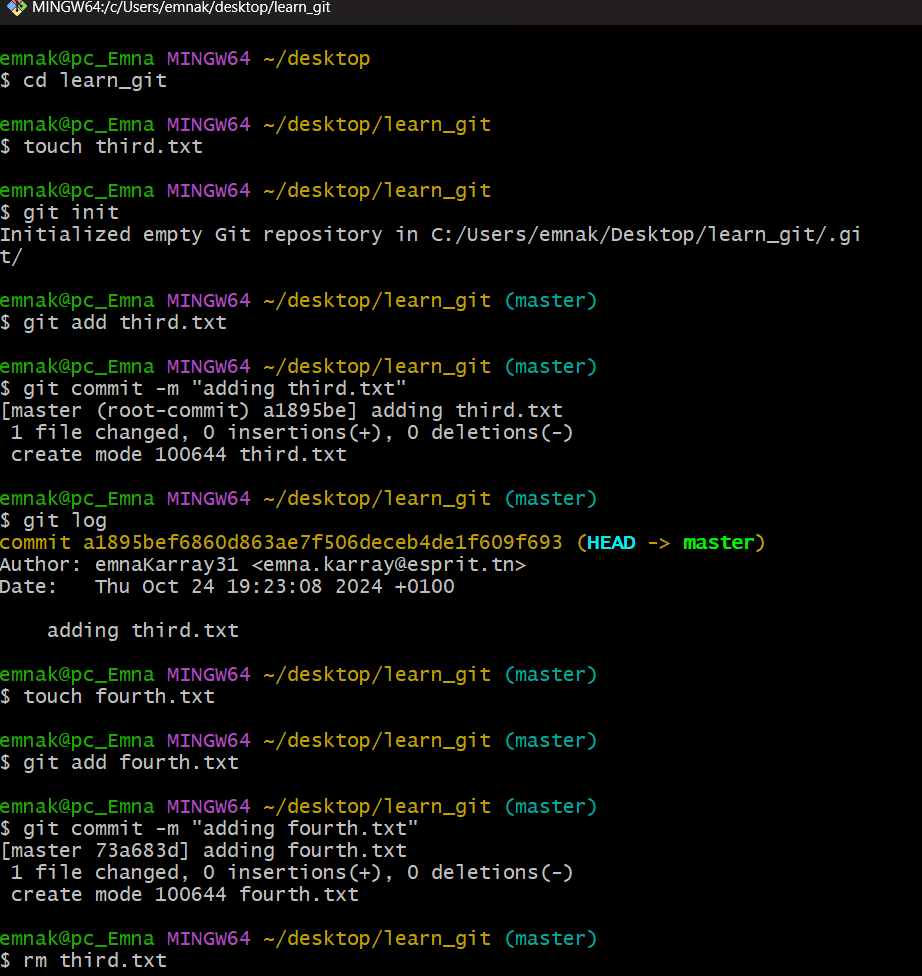 MINGW64:/c/Users/emnak/desktop/learn_git
emnak@pc_Emna MINGW64 ~/desktop
$ cd learn_git
emnak@pc_Emna MINGW64 ~/desktop/learn_git
$ touch third.txt
emnak@pc_Emna MINGW64 ~/desktop/learn_git
$ git init
Initialized empty Git repository in C:/Users/emnak/Desktop/learn_git/.gi
t/
emnak@pc_Emna MINGW64 ~/desktop/learn_git (master)
$ git add third.txt
emnak@pc_Emna MINGW64 ~/desktop/learn_git (master)
$ git commit -m "adding third.txt"
[master (root-commit) a1895be] adding third.txt
 1 file changed, 0 insertions(+), 0 deletions(-)
 create mode 100644 third.txt
emnak@pc_Emna MINGW64 ~/desktop/learn_git (master)
$ git log
commit a1895bef6860d863ae7f506deceb4de1f609f693 (HEAD -> master)
Author: emnaKarray31 <emna.karray@esprit.tn>
Date:   Thu Oct 24 19:23:08 2024 +0100
    adding third.txt
emnak@pc_Emna MINGW64 ~/desktop/learn_git (master)
$ touch fourth.txt
emnak@pc_Emna MINGW64 ~/desktop/learn_git (master)
$ git add fourth.txt
emnak@pc_Emna MINGW64 ~/desktop/learn_git (master)
$ git commit -m "adding fourth.txt"
[master 73a683d] adding fourth.txt
 1 file changed, 0 insertions(+), 0 deletions(-)
 create mode 100644 fourth.txt
emnak@pc_Emna MINGW64 ~/desktop/learn_git (master)
$ rm third.txt